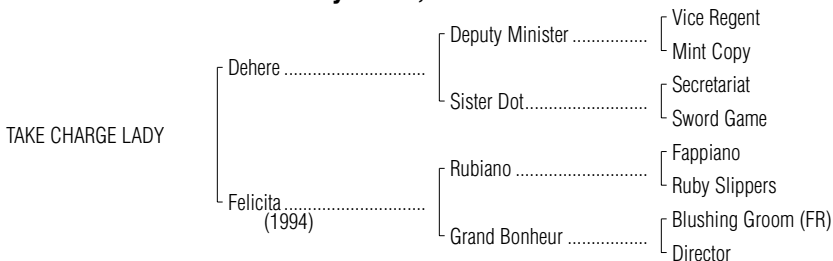 Vice Regent
Deputy Minister ................
Mint Copy
Dehere ..............................
Secretariat
Sister Dot..........................
Sword Game
TAKE CHARGE LADY
Fappiano
Rubiano ..........................
Ruby Slippers
Felicita..............................
(1994)
Blushing Groom (FR)
Grand Bonheur .................
Director